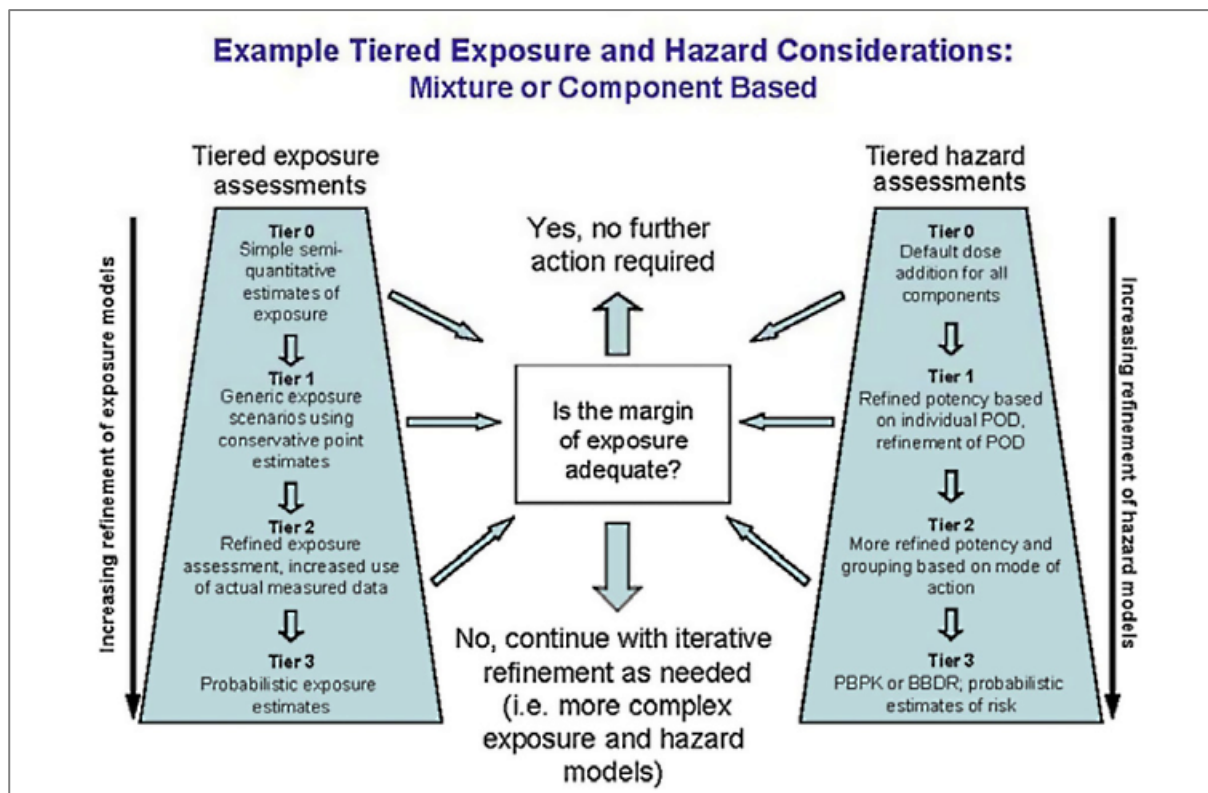 Example Tiered Exposure and Hazard Considerations:
Mixture or Component Based
Tiered exposure
assessments
Increasing refinement of exposure models
Tier 0
Simple semi-
quantitative
estimates of
exposure
Tier 1
Generic exposure
scenarios using
conservative point
estimates
Tier 2
Refined exposure
assessment, increased use
of actual measured data
Tier 3
Probabilistic exposure
estimates
Yes, no further
action required
Is the margin
of exposure
adequate?
No, continue with iterative
refinement as needed
(i.e. more complex
exposure and hazard
models)
Tiered hazard
assessments
Tier 0
Default dose
addition for all
components
Tier 1
Refined potency based
on individual POD,
refinement of POD
Tier 2
More refined potency and
grouping based on mode of
action
Tier 3
PBPK or BBDR; probabilistic
estimates of risk
Increasing refinement of hazard models